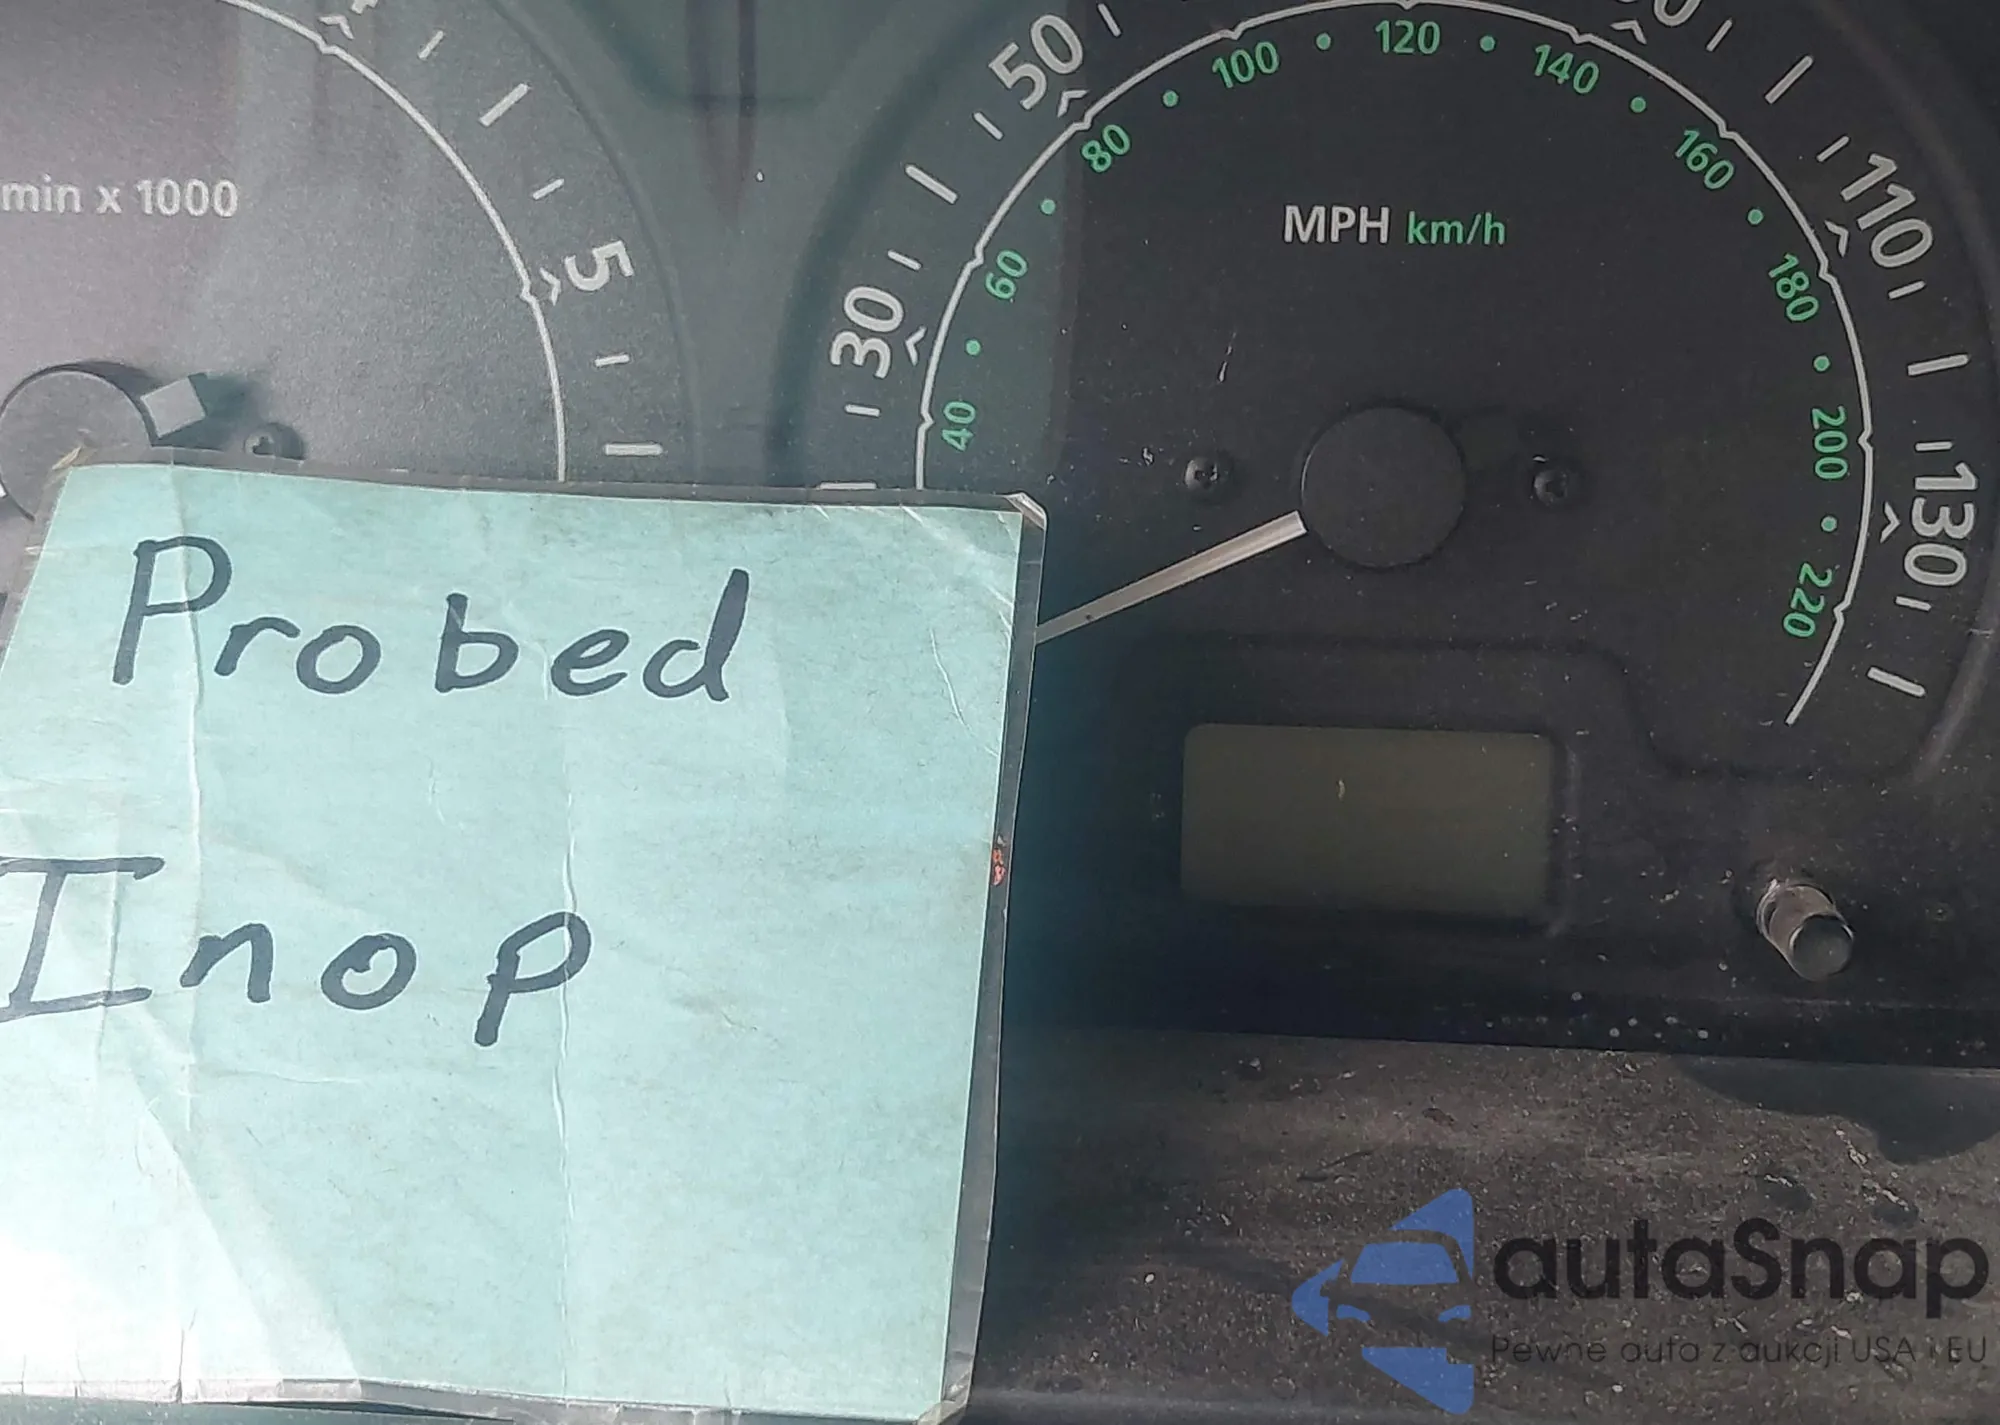 min x 1000
5
30
50
110
130
40
60
80
100
120
140
160
180
200
220
MPH km/h
Probed
Inop
autaSnap
Pewne auta z aukcji USA i EU